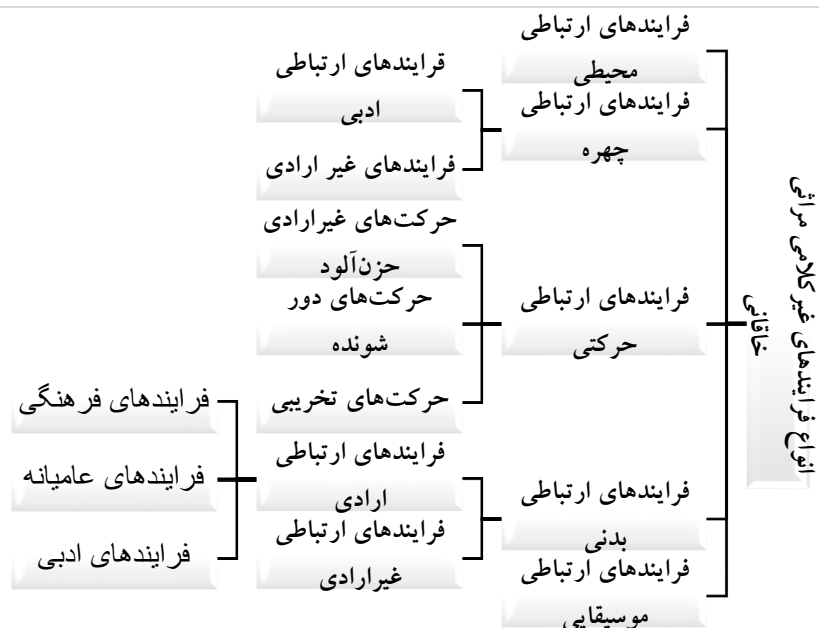 انواع فرایندهای غیرکلامی مراثی
خاقانی
فرایندهای ارتباطی
محیطی
فرایندهای ارتباطی
چهره
قرایندهای ارتباطی
ادبی
فرایندهای غیر ارادی
فرایندهای ارتباطی
حرکتی
حرکت‌های غیرارادی
حزن‌آلود
حرکت‌های دور
شونده
حرکت‌های تخریبی
فرایندهای ارتباطی
بدنی
فرایندهای ارتباطی
ارادی
فرایندهای فرهنگی
فرایندهای عامیانه
فرایندهای ادبی
فرایندهای ارتباطی
غیرارادی
فرایندهای ارتباطی
موسیقایی